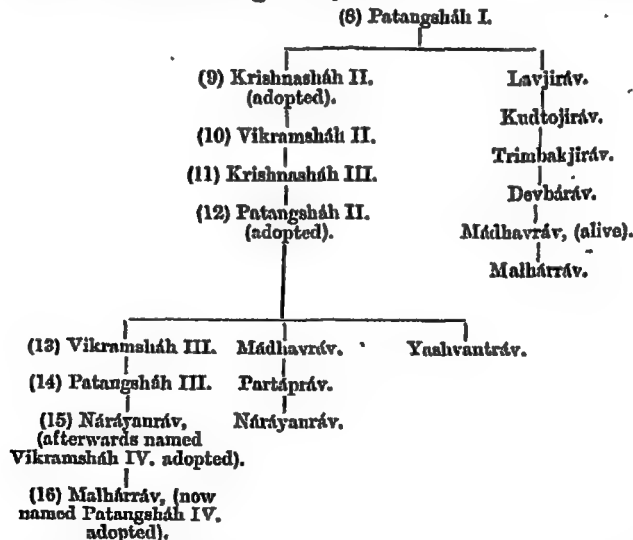 (8) Patangsháh I.
(9) Krishnasháh II. Lavjiráv.
(adopted).
Kudtojiráv.
(10) Vikramsháh II.
Trimbakjiráv.
(11) Krishnasháh III.
Devbáráv.
(12) Patangsháh II.
(adopted).
Mádhavráv, (alive).
Malhárráv.
(13) Vikramsháh III. Mádhavráv. Yashvantráv.
(14) Patangsháh III. Partápráv.
(15) Náráyanráv, Náráyanráv.
(afterwards named
Vikramsháh IV. adopted).
(16) Malhárráv, (now
named Patangsháh IV.
adopted).